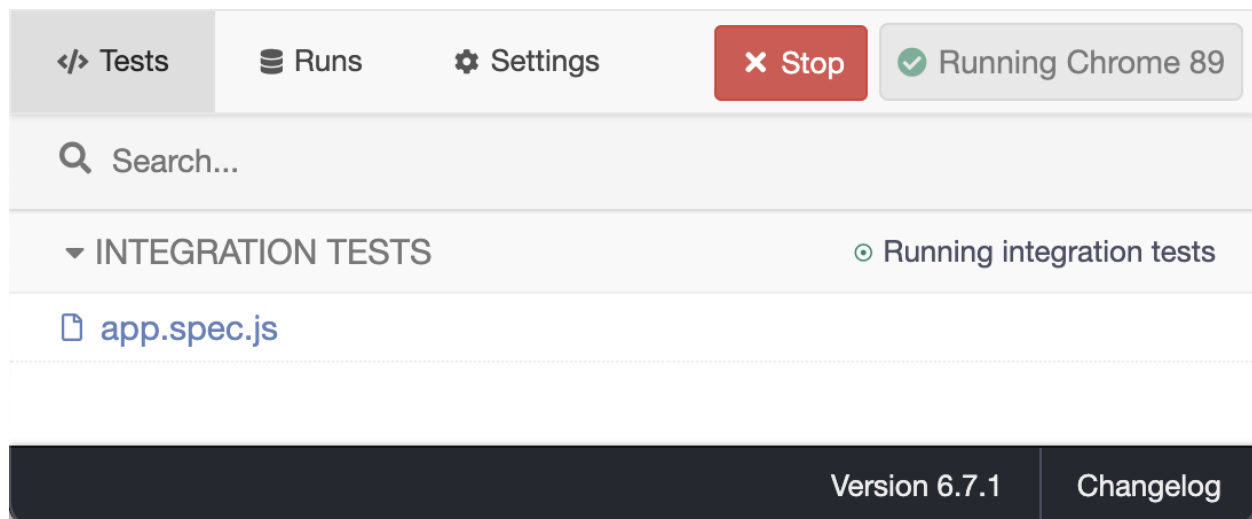 </> Tests Runs Settings Stop Running Chrome 89
Search...
INTEGRATION TESTS Running integration tests
app.spec.js
Version 6.7.1 Changelog